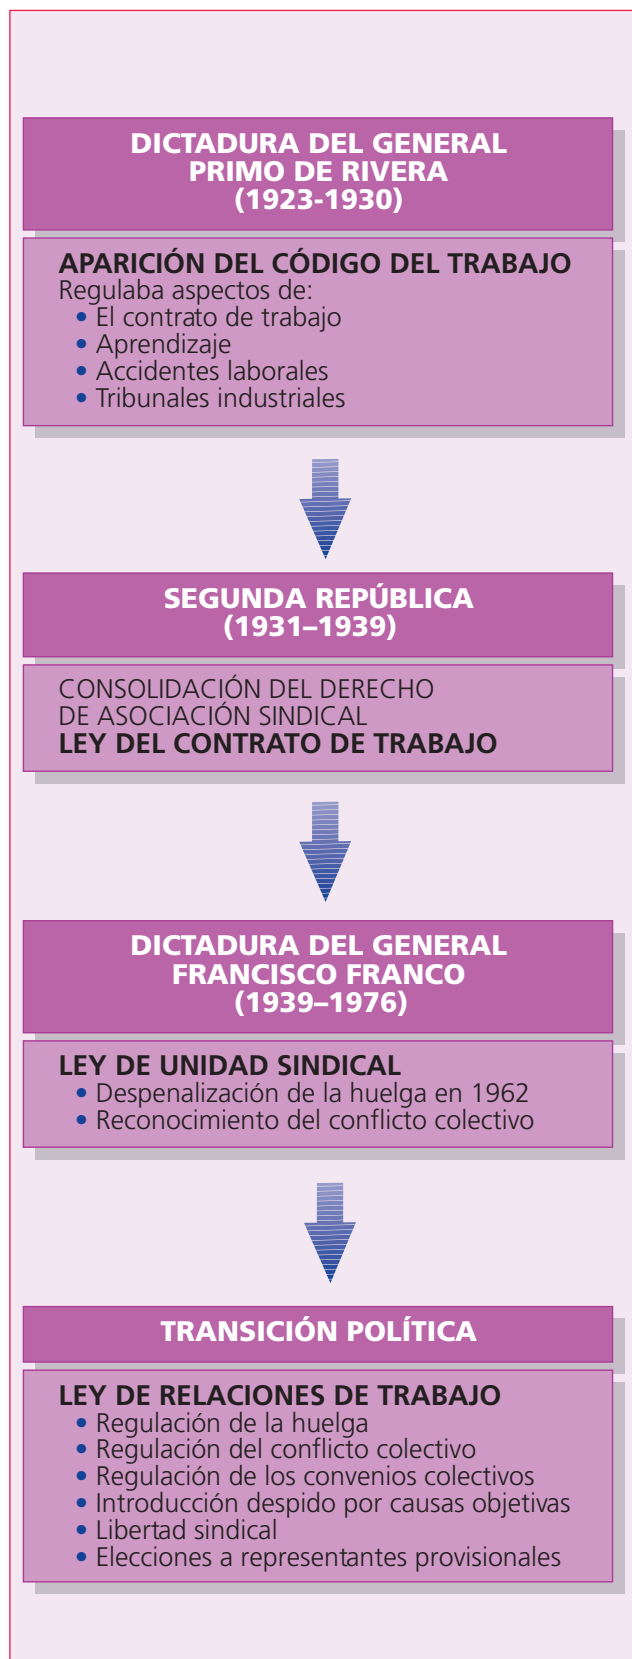 DICTADURA DEL GENERAL
PRIMO DE RIVERA
(1923-1930)
APARICIÓN DEL CÓDIGO DEL TRABAJO
Regulaba aspectos de:
• El contrato de trabajo
• Aprendizaje
• Accidentes laborales
• Tribunales industriales
SEGUNDA REPÚBLICA
(1931–1939)
CONSOLIDACIÓN DEL DERECHO
DE ASOCIACIÓN SINDICAL
LEY DEL CONTRATO DE TRABAJO
DICTADURA DEL GENERAL
FRANCISCO FRANCO
(1939–1976)
LEY DE UNIDAD SINDICAL
• Despenalización de la huelga en 1962
• Reconocimiento del conflicto colectivo
TRANSICIÓN POLÍTICA
LEY DE RELACIONES DE TRABAJO
• Regulación de la huelga
• Regulación del conflicto colectivo
• Regulación de los convenios colectivos
• Introducción despido por causas objetivas
• Libertad sindical
• Elecciones a representantes provisionales